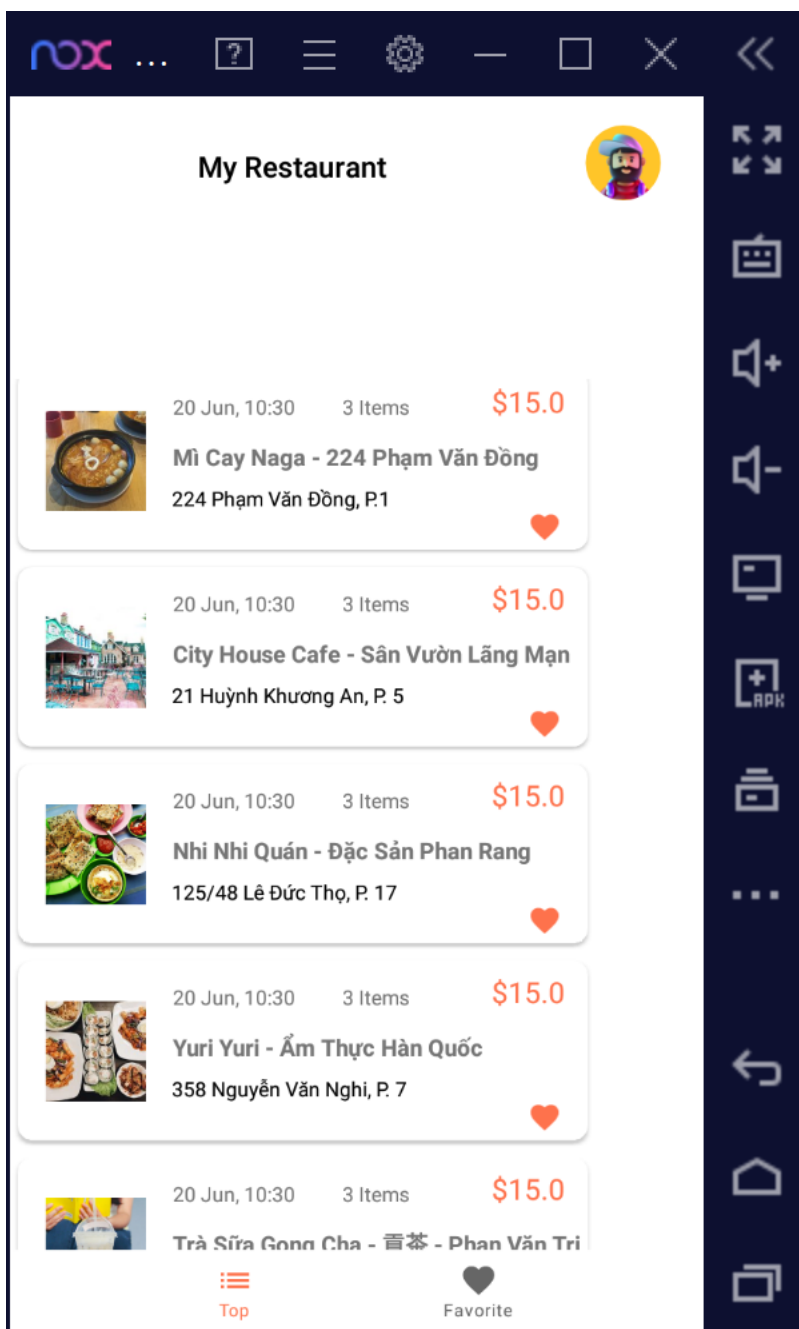 nox ...
My Restaurant
20 Jun, 10:30 3 Items $15.0
Mì Cay Naga - 224 Phạm Văn Đồng
224 Phạm Văn Đồng, P.1
20 Jun, 10:30 3 Items $15.0
City House Cafe - Sân Vườn Lãng Mạn
21 Huỳnh Khương An, P. 5
20 Jun, 10:30 3 Items $15.0
Nhi Nhi Quán - Đặc Sản Phan Rang
125/48 Lê Đức Thọ, P. 17
20 Jun, 10:30 3 Items $15.0
Yuri Yuri - Ẩm Thực Hàn Quốc
358 Nguyễn Văn Nghi, P. 7
20 Jun, 10:30 3 Items $15.0
Trà Sữa Gong Cha - 貢茶 - Phan Văn Tri
Top Favorite
APK